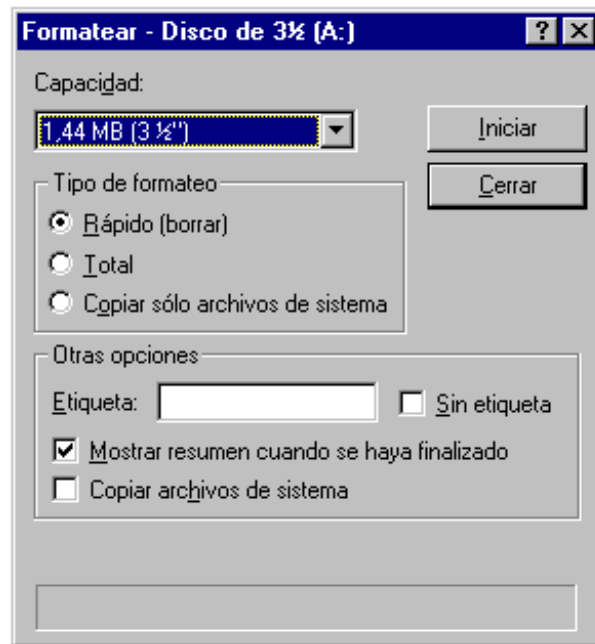 Formatear - Disco de 3½ (A:)
Capacidad:
1,44 MB (3 ½")
Iniciar
Cerrar
Tipo de formateo
Rápido (borrar)
Total
Copiar sólo archivos de sistema
Otras opciones
Etiqueta:
Sin etiqueta
Mostrar resumen cuando se haya finalizado
Copiar archivos de sistema